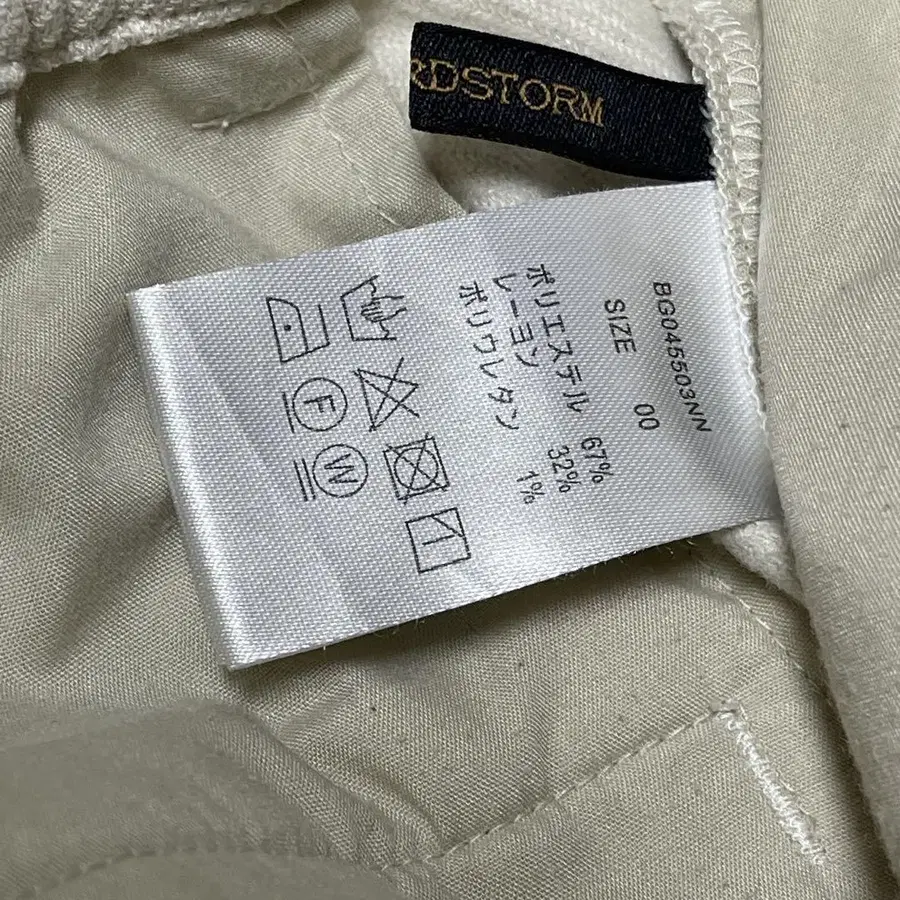 RDSTORM
BG045503NN
SIZE 00
ポリエステル 67%
レーヨン 32%
ポリウレタン 1%
F
W